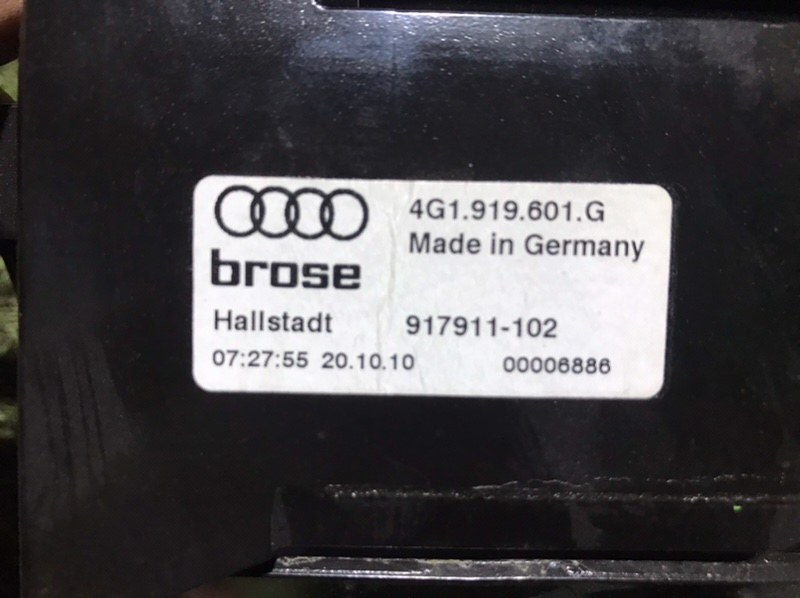 4G1.919.601.G
Made in Germany
brose
Hallstadt 917911-102
07:27:55 20.10.10 00006886